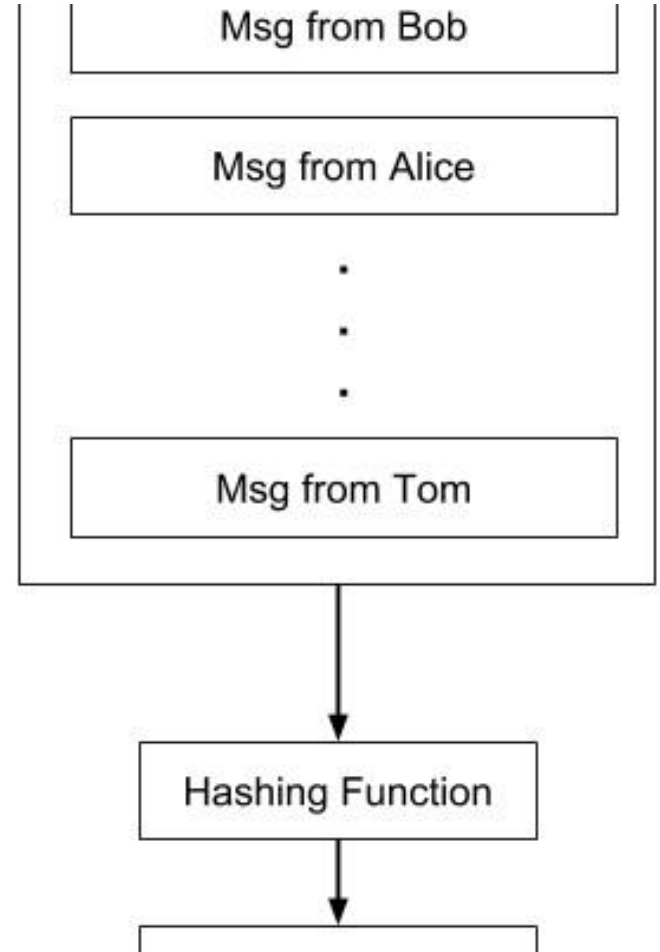 Msg from Bob
Msg from Alice
.
.
.
Msg from Tom
Hashing Function